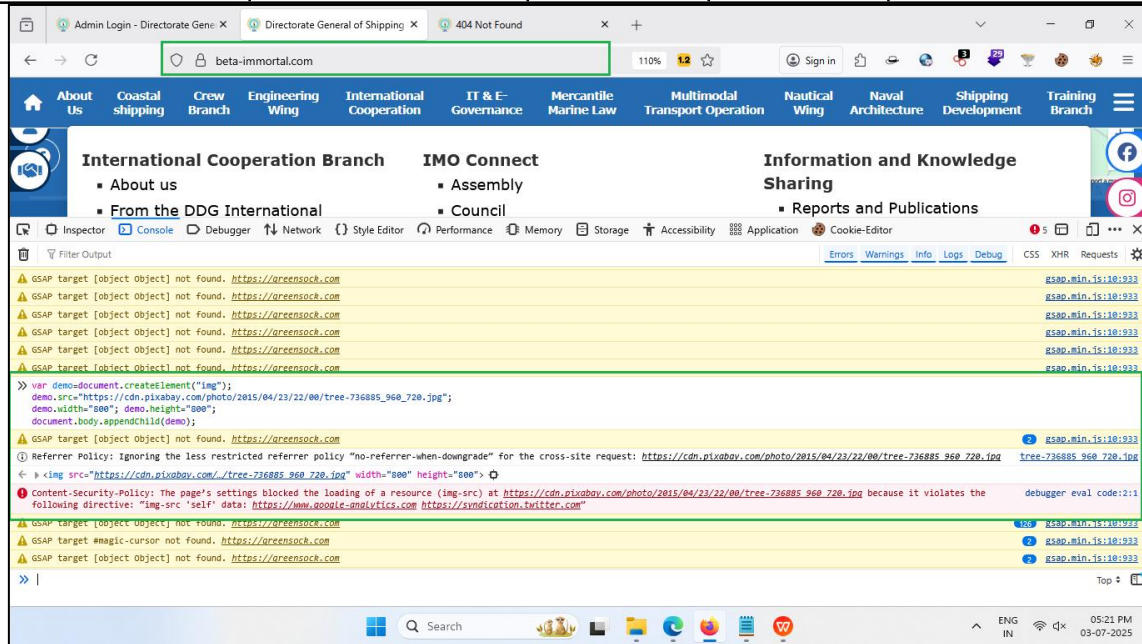 Admin Login - Directorate Gene
Directorate General of Shipping
404 Not Found
beta-immortal.com
110%
1.2
Sign in
3
29
About Us
Coastal shipping
Crew Branch
Engineering Wing
International Cooperation
IT & E-Governance
Mercantile Marine Law
Multimodal Transport Operation
Nautical Wing
Naval Architecture
Shipping Development
Training Branch
International Cooperation Branch
▪ About us
▪ From the DDG International
IMO Connect
▪ Assembly
▪ Council
Information and Knowledge
Sharing
▪ Reports and Publications
Inspector Console Debugger Network {} Style Editor Performance Memory Storage Accessibility Application Cookie-Editor 5
Filter Output Errors Warnings Info Logs Debug CSS XHR Requests
GSAP target [object Object] not found. https://greensock.com gsap.min.js:10:933
GSAP target [object Object] not found. https://greensock.com gsap.min.js:10:933
GSAP target [object Object] not found. https://greensock.com gsap.min.js:10:933
GSAP target [object Object] not found. https://greensock.com gsap.min.js:10:933
GSAP target [object Object] not found. https://greensock.com gsap.min.js:10:933
GSAP target [object Object] not found. https://greensock.com gsap.min.js:10:933
>> var demo=document.createElement("img");
demo.src="https://cdn.pixabay.com/photo/2015/04/23/22/00/tree-736885_960_720.jpg";
demo.width="800"; demo.height="800";
document.body.appendChild(demo);
GSAP target [object Object] not found. https://greensock.com 2 gsap.min.js:10:933
Referrer Policy: Ignoring the less restricted referrer policy “no-referrer-when-downgrade” for the cross-site request: https://cdn.pixabay.com/photo/2015/04/23/22/00/tree-736885_960_720.jpg tree-736885_960_720.jpg
<img src="https://cdn.pixabay.com/…/tree-736885_960_720.jpg" width="800" height="800">
Content-Security-Policy: The page’s settings blocked the loading of a resource (img-src) at https://cdn.pixabay.com/photo/2015/04/23/22/00/tree-736885_960_720.jpg because it violates the debugger eval code:2:1
following directive: “img-src 'self' data: https://www.google-analytics.com https://syndication.twitter.com”
GSAP target [object Object] not found. https://greensock.com 126 gsap.min.js:10:933
GSAP target #magic-cursor not found. https://greensock.com 2 gsap.min.js:10:933
GSAP target [object Object] not found. https://greensock.com 2 gsap.min.js:10:933
>> Top
Search
ENG
IN
05:21 PM
03-07-2025